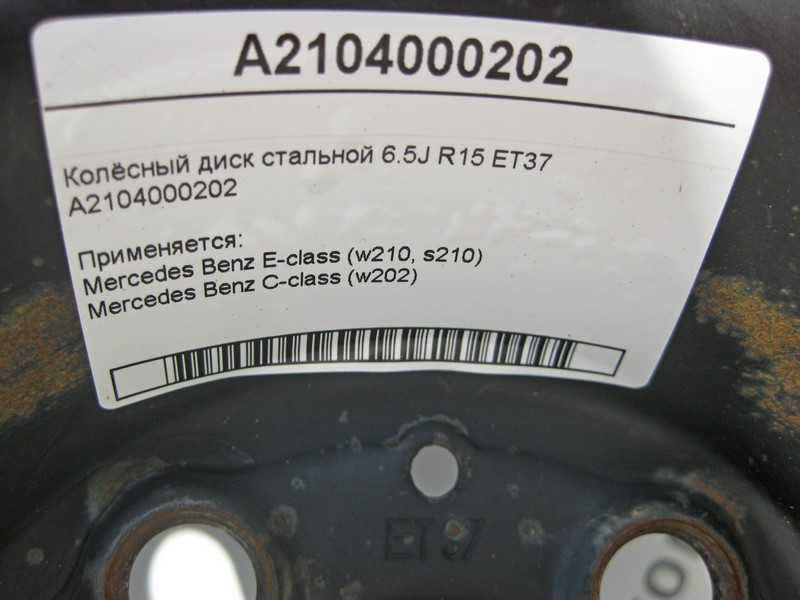 A2104000202
Колёсный диск стальной 6.5J R15 ET37
A2104000202
Применяется:
Mercedes Benz E-class (w210, s210)
Mercedes Benz C-class (w202)
ET37